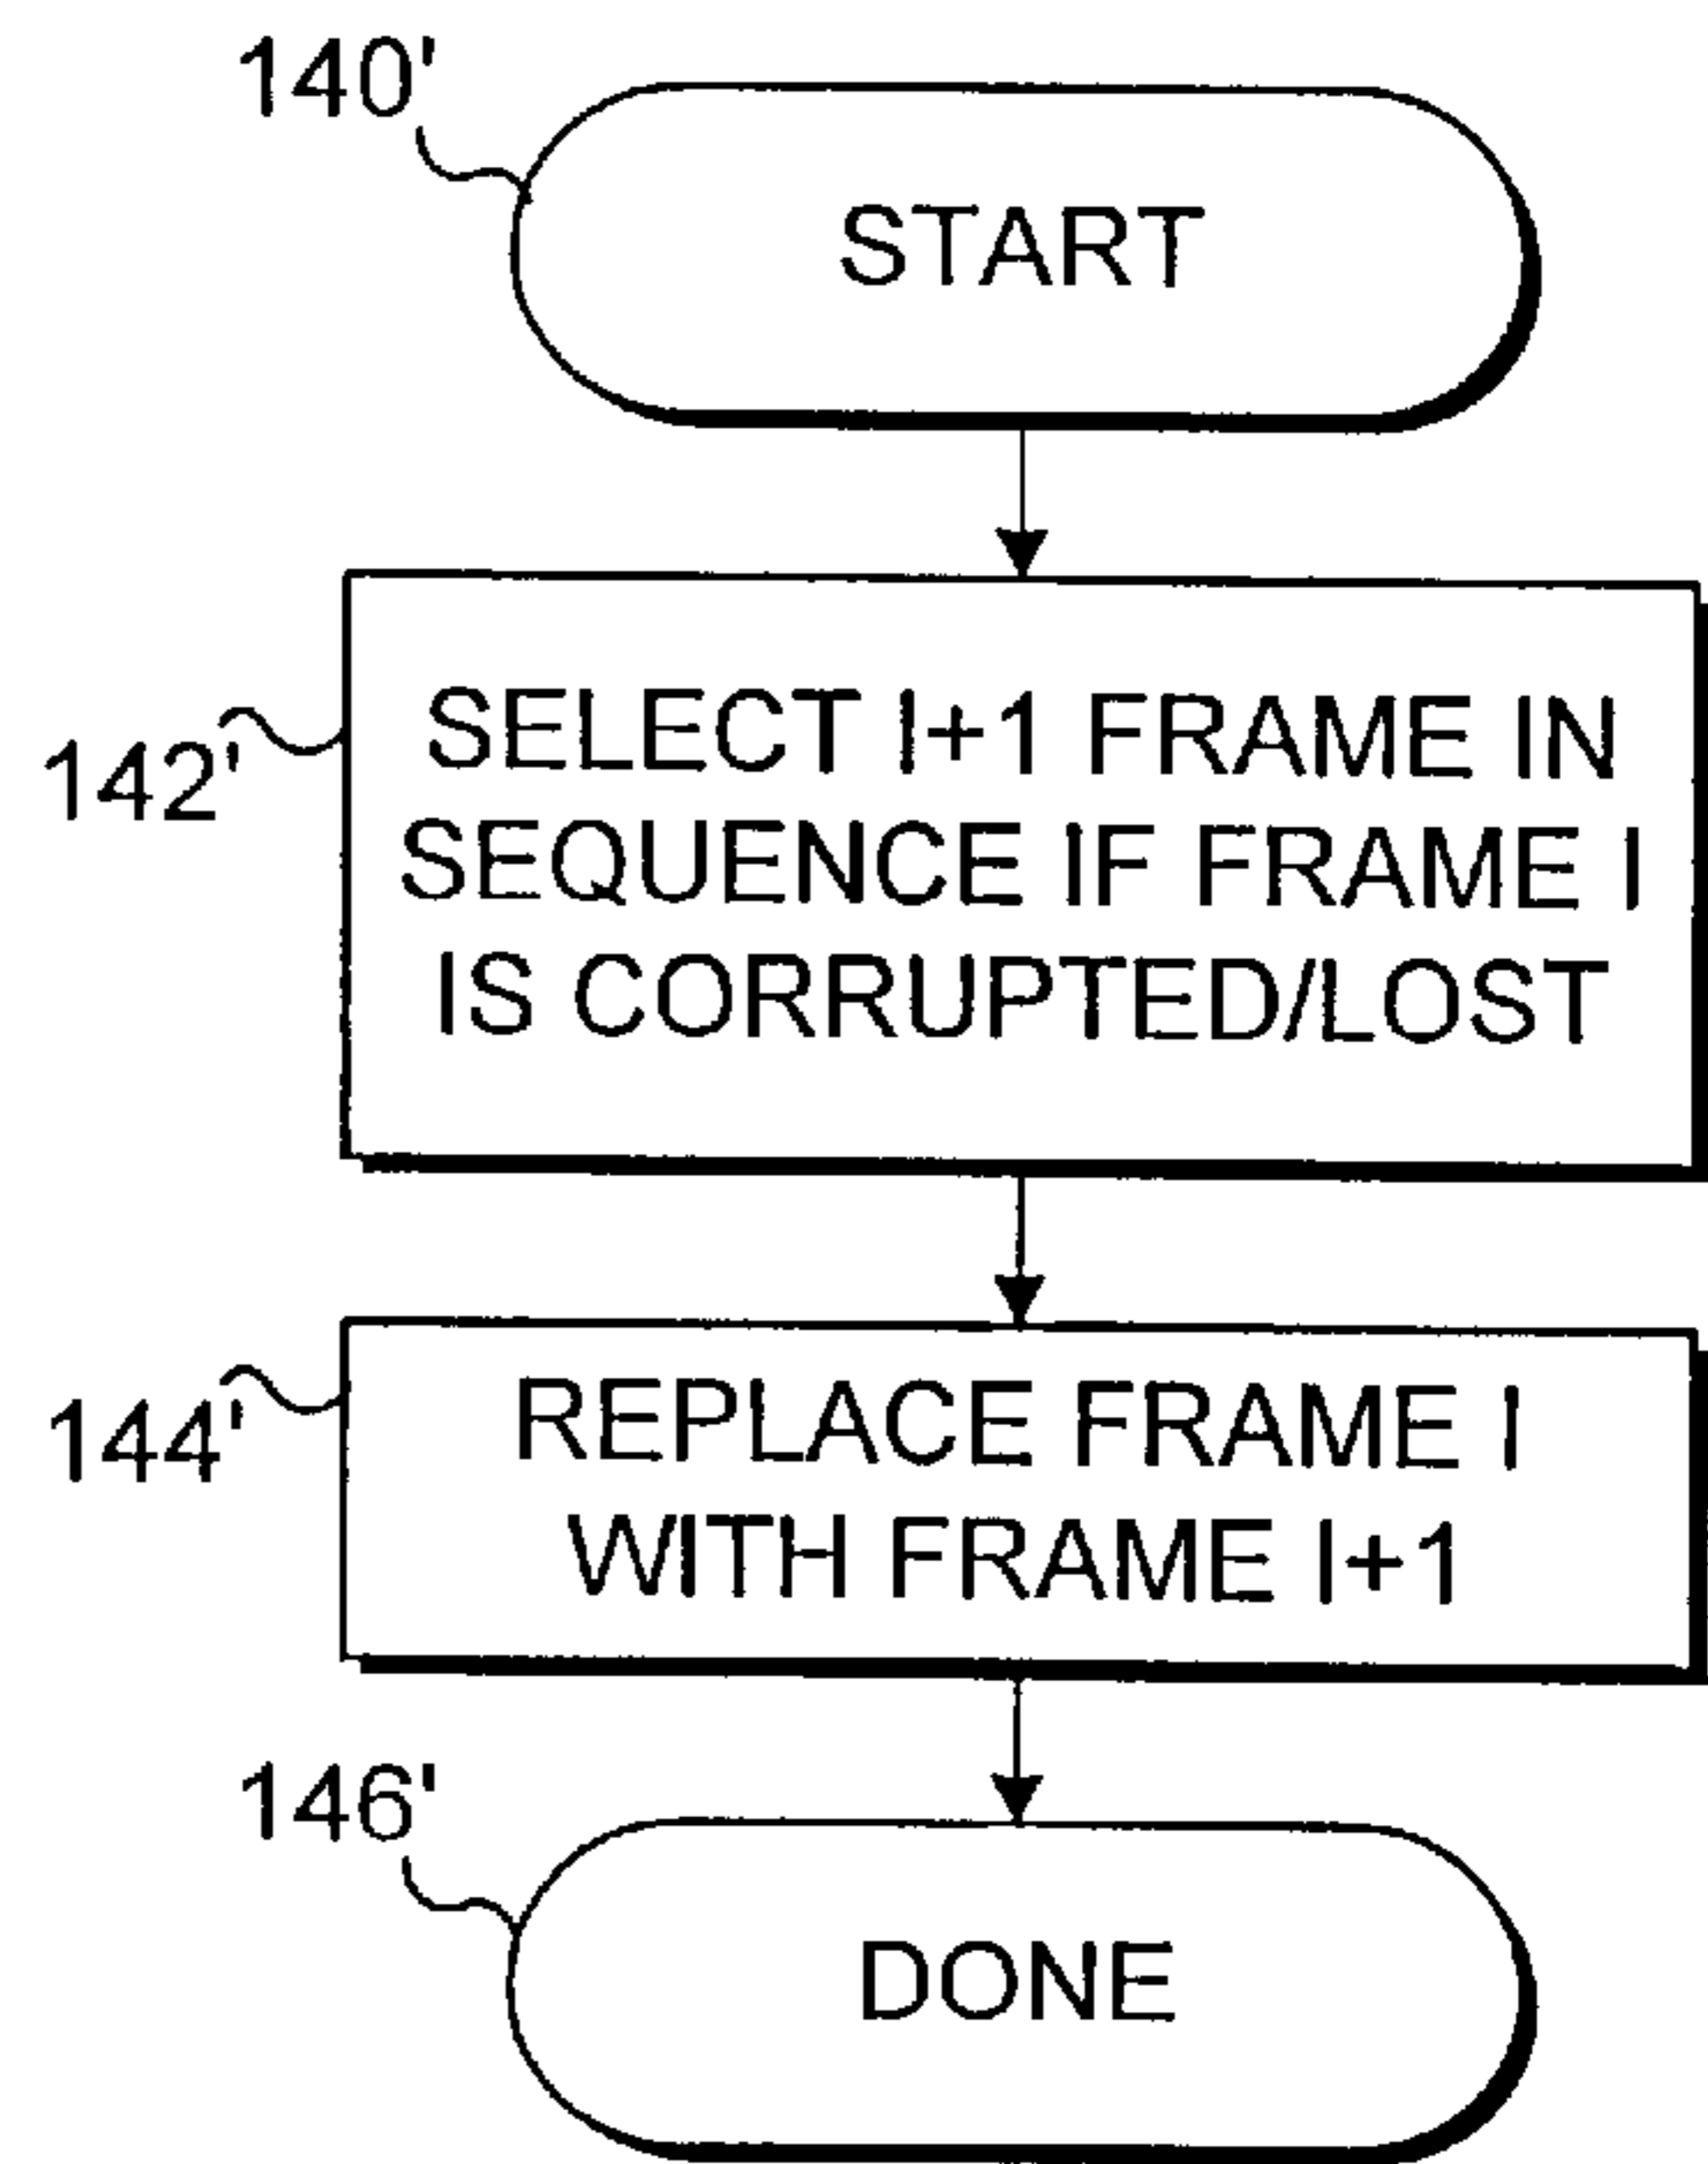 140'
START
142'
SELECT I+1 FRAME IN
SEQUENCE IF FRAME I
IS CORRUPTED/LOST
144'
REPLACE FRAME I
WITH FRAME I+1
146'
DONE